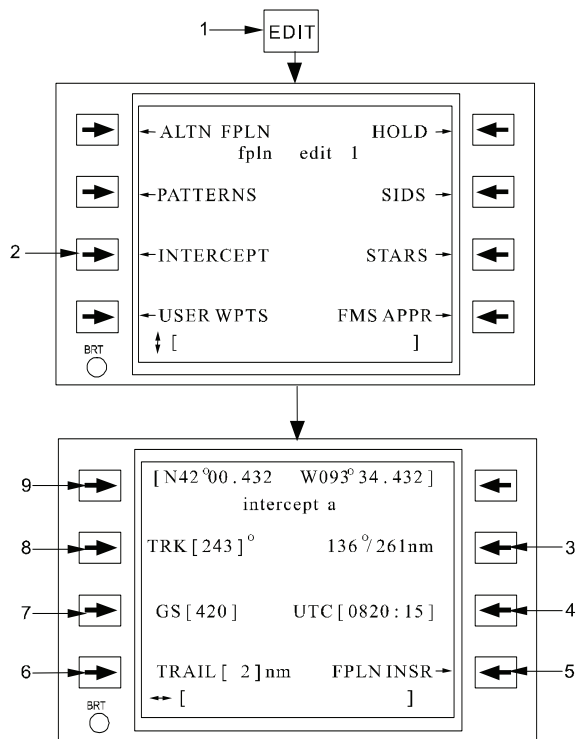 1 EDIT
← ALTN FPLN HOLD →
fpln edit 1
←PATTERNS SIDS →
2 ←INTERCEPT STARS →
←USER WPTS FMS APPR→
BRT
[ ]
9 [N42°00.432 W093°34.432]
intercept a
8 TRK[243]° 136°/261nm 3
7 GS[420] UTC[0820:15] 4
6 TRAIL[ 2]nm FPLN INSR→ 5
BRT
[ ]